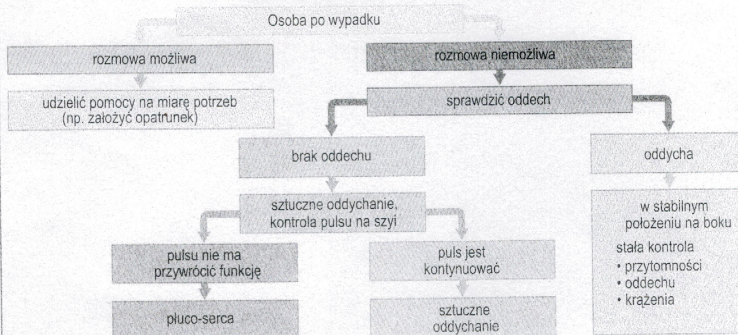 Osoba po wypadku
rozmowa możliwa
rozmowa niemożliwa
udzielić pomocy na miarę potrzeb
(np. założyć opatrunek)
sprawdzić oddech
brak oddechu
oddycha
sztuczne oddychanie,
kontrola pulsu na szyi
w stabilnym
położeniu na boku
stała kontrola
• przytomności
• oddechu
• krążenia
pulsu nie ma
przywrócić funkcję
puls jest
kontynuować
płuco-serca
sztuczne
oddychanie